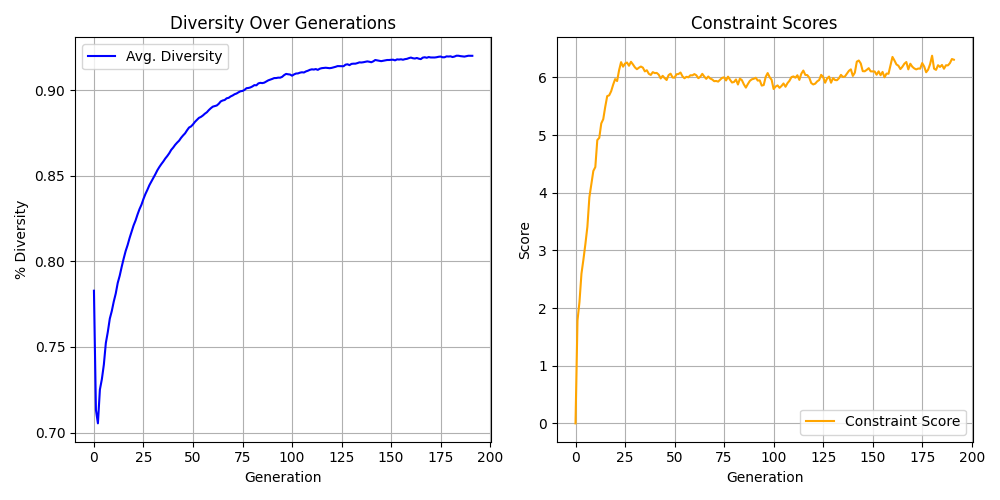 Diversity Over Generations
Avg. Diversity
% Diversity
0.90
0.85
0.80
0.75
0.70
0 25 50 75 100 125 150 175 200
Generation
Constraint Scores
Score
6
5
4
3
2
1
0
Constraint Score
0 25 50 75 100 125 150 175 200
Generation